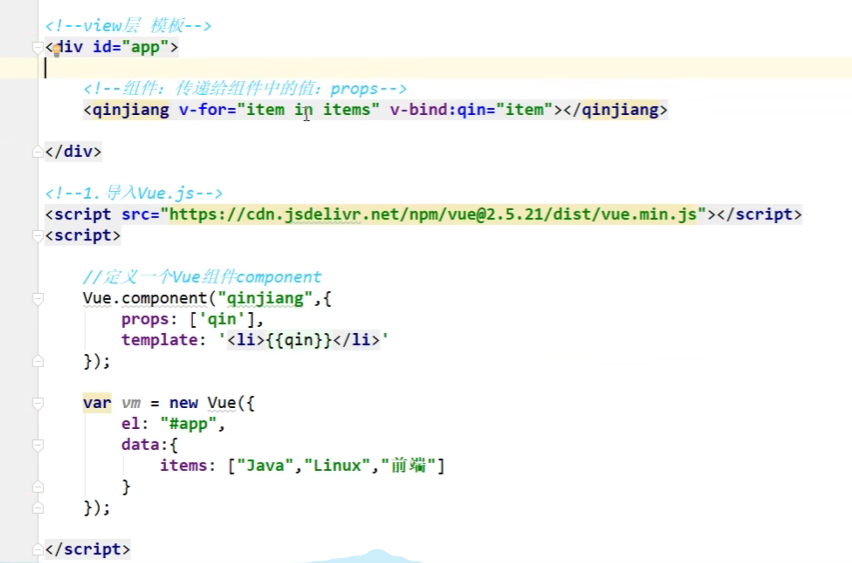 <!--view层 模板-->
<div id="app">
<!--组件：传递给组件中的值：props-->
<qinjiang v-for="item in items" v-bind:qin="item"></qinjiang>
</div>
<!--1.导入Vue.js-->
<script src="https://cdn.jsdelivr.net/npm/vue@2.5.21/dist/vue.min.js"></script>
<script>
//定义一个Vue组件component
Vue.component("qinjiang",{
props: ['qin'],
template: '<li>{{qin}}</li>'
});
var vm = new Vue({
el: "#app",
data:{
items: ["Java","Linux","前端"]
}
});
</script>